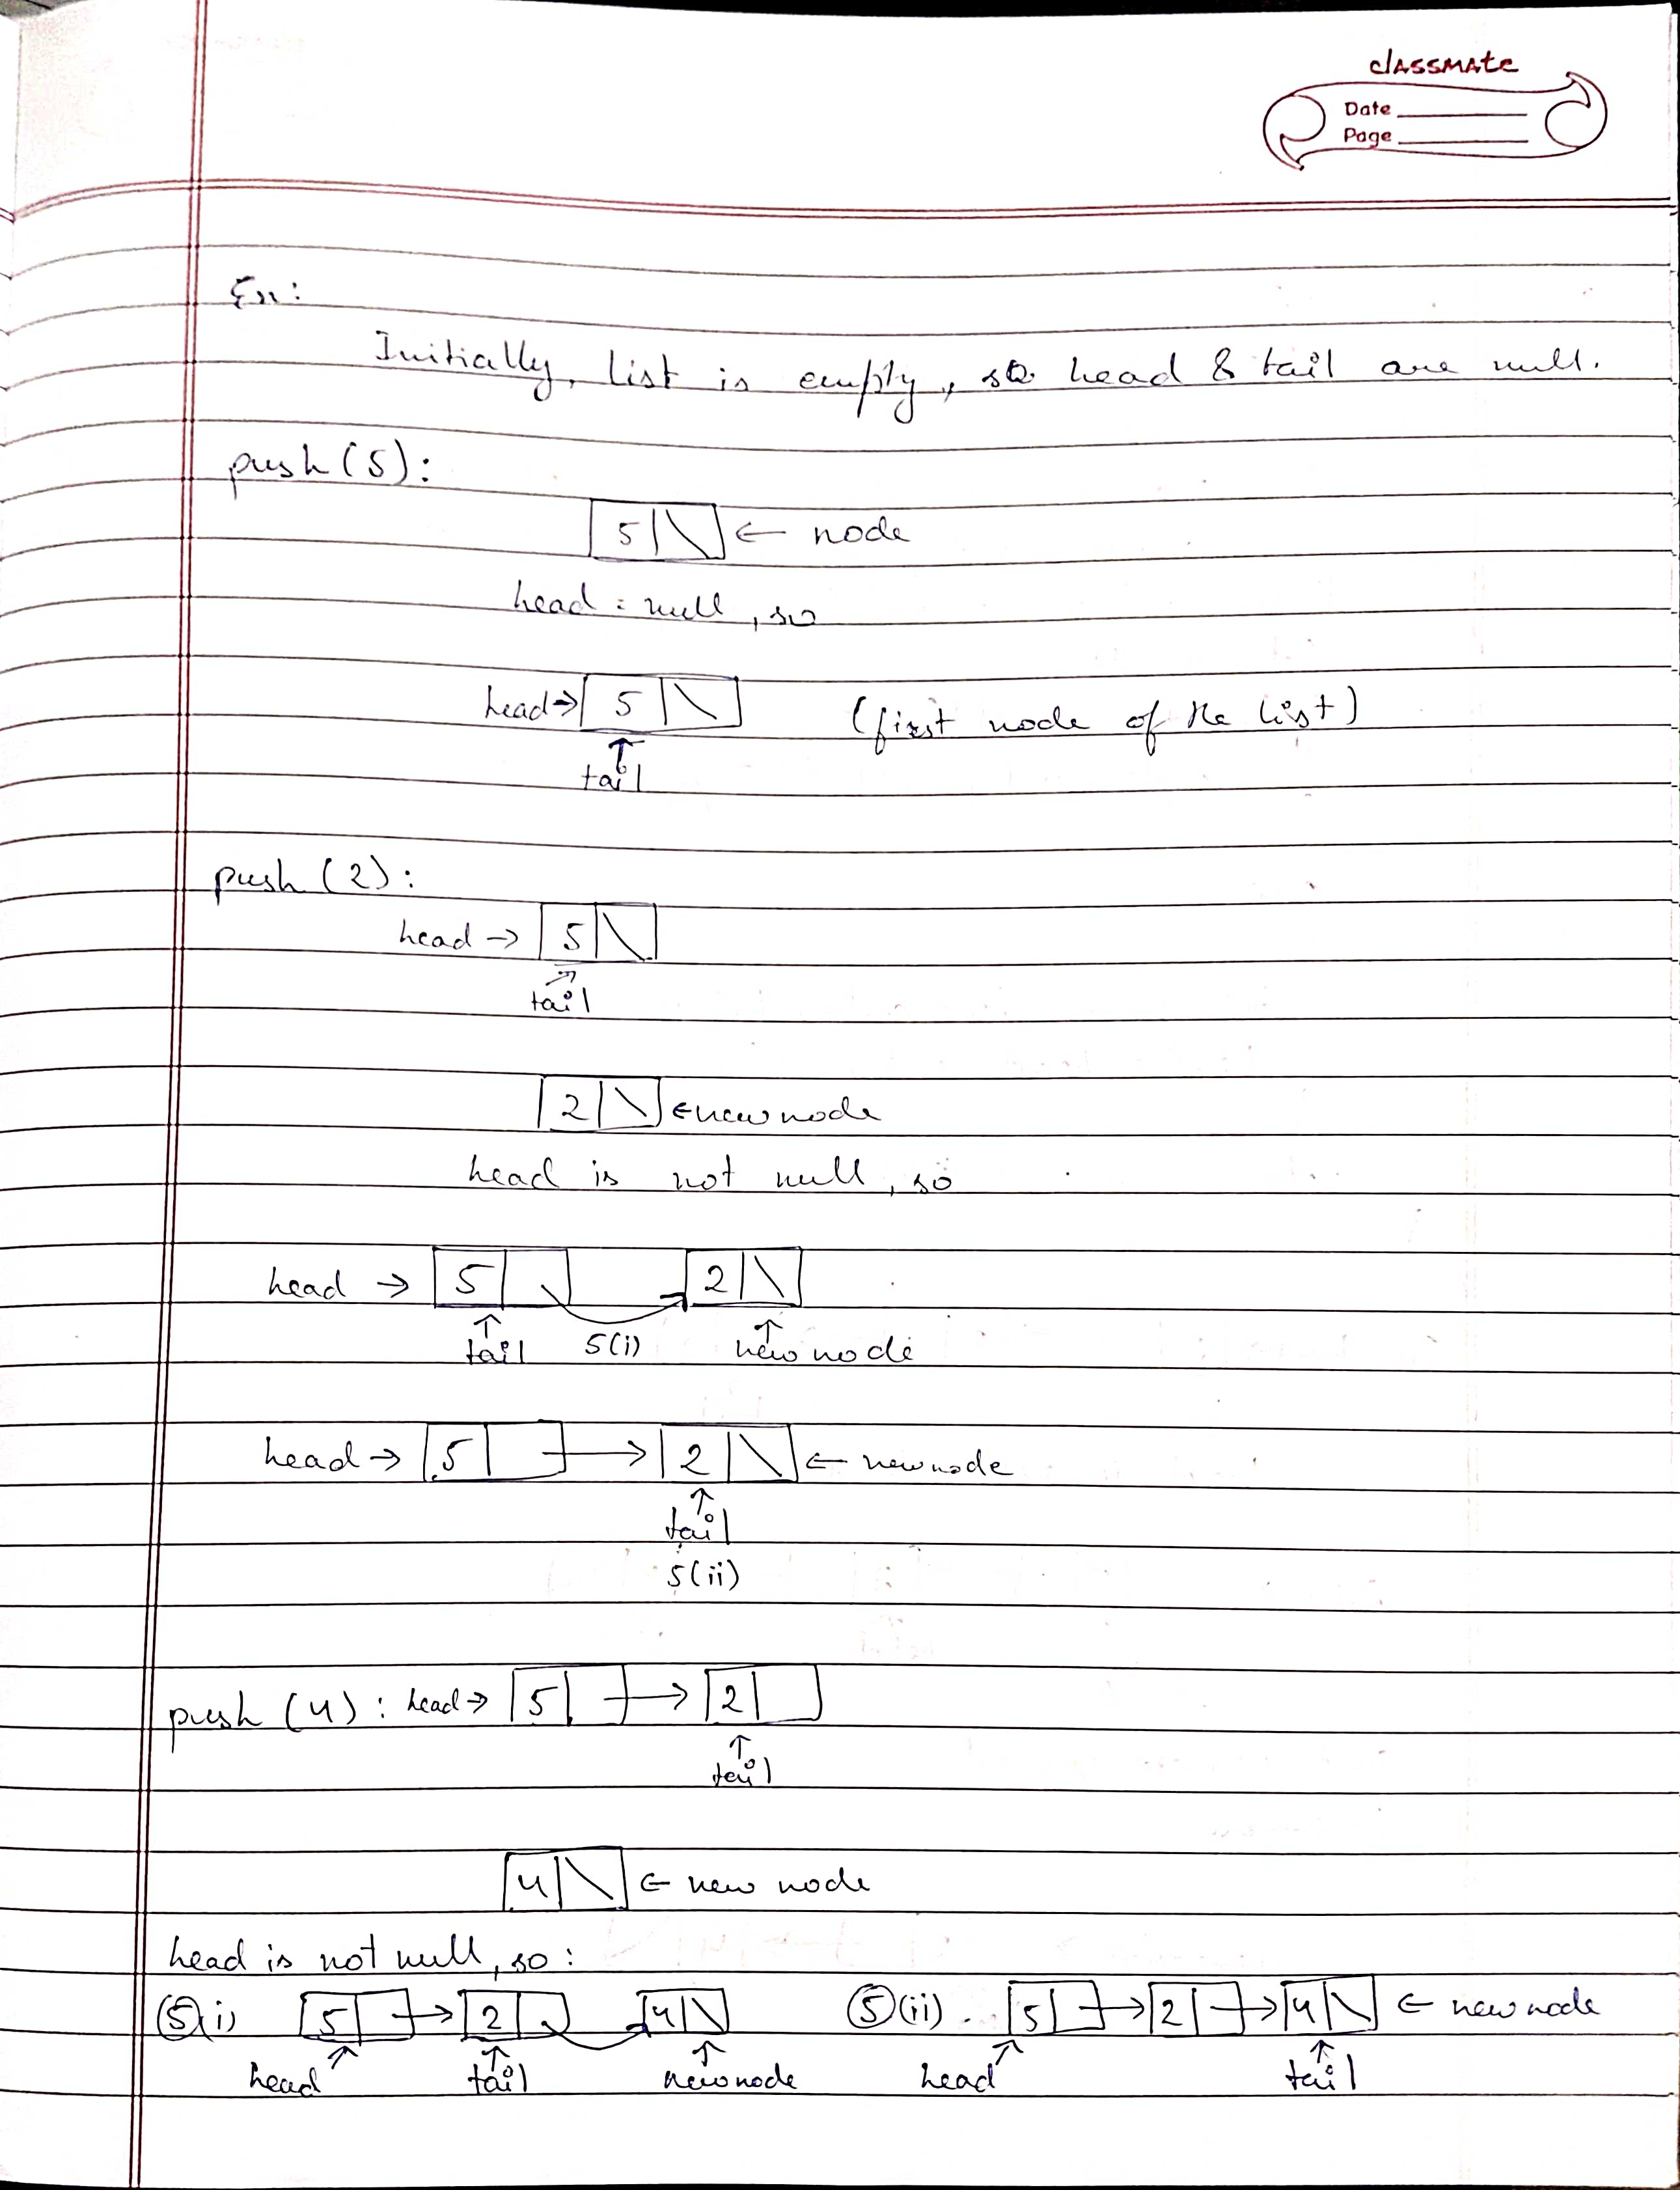 classmate
Date
Page
Ex:
Initially, list is empty, so head & tail are null.
push(5):
5 ← node
head = null, so
head→ 5 (first node of the list)
↑
tail
push(2):
head → 5
↗
tail
2 ← new node
head is not null, so
head → 5 2
↑ ↑
tail 5(i) new node
head → 5 → 2 ← new node
↑
tail
5(ii)
push(4): head → 5 → 2
↑
tail
4 ← new node
head is not null, so:
⑤(i) 5 → 2 4 ⑤(ii). 5 → 2 → 4 ← new node
↗ ↑ ↑ ↗ ↑
head tail new node head tail